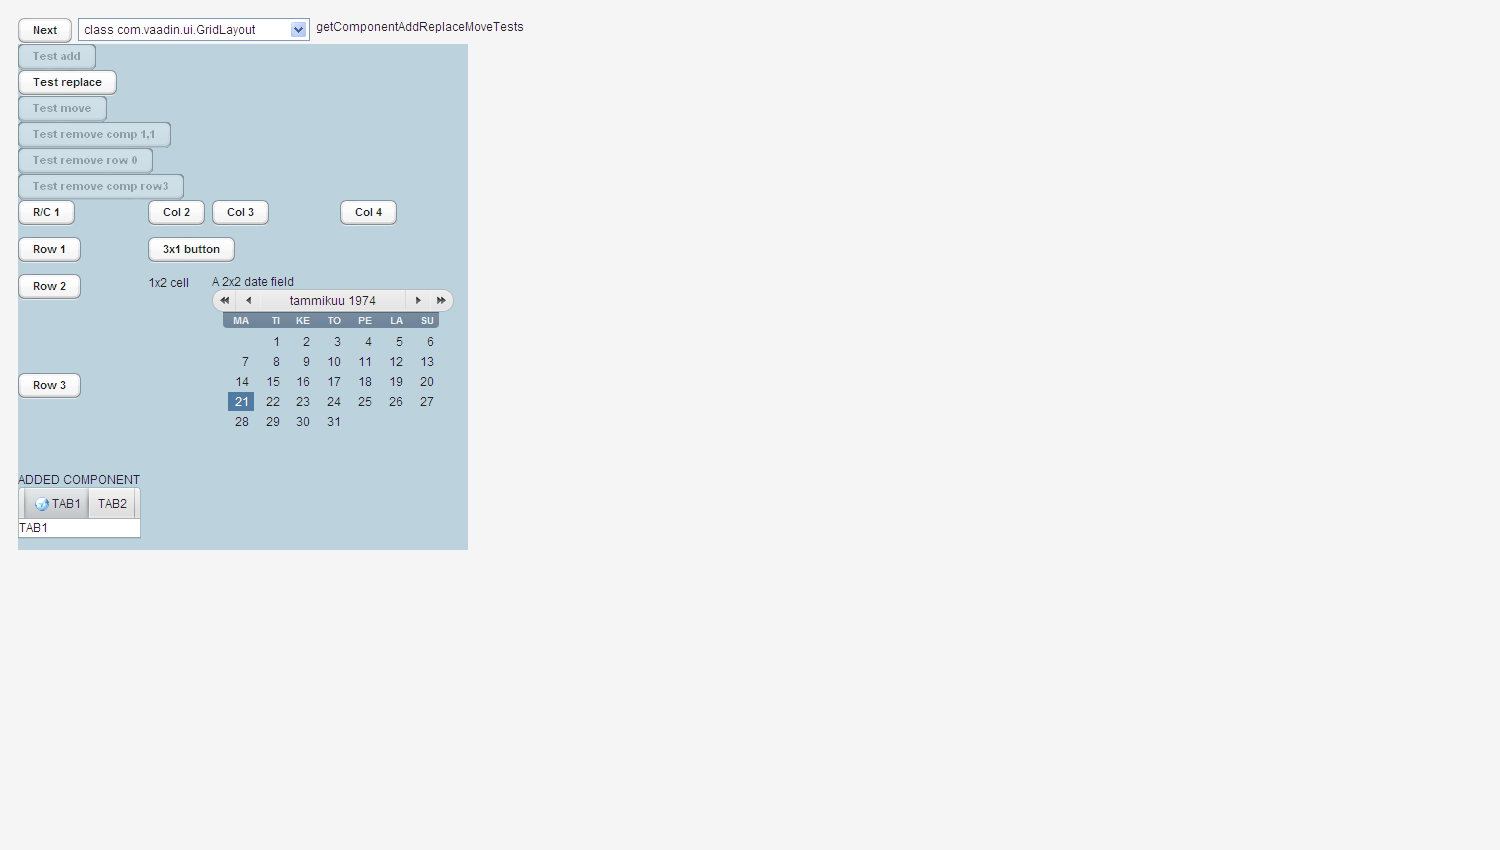 Next class com.vaadin.ui.GridLayout getComponentAddReplaceMoveTests
Test add
Test replace
Test move
Test remove comp 1,1
Test remove row 0
Test remove comp row3
R/C 1 Col 2 Col 3 Col 4
Row 1 3x1 button
Row 2 1x2 cell A 2x2 date field
tammikuu 1974
MA TI KE TO PE LA SU
1 2 3 4 5 6
7 8 9 10 11 12 13
14 15 16 17 18 19 20
Row 3
21 22 23 24 25 26 27
28 29 30 31
ADDED COMPONENT
TAB1 TAB2
TAB1